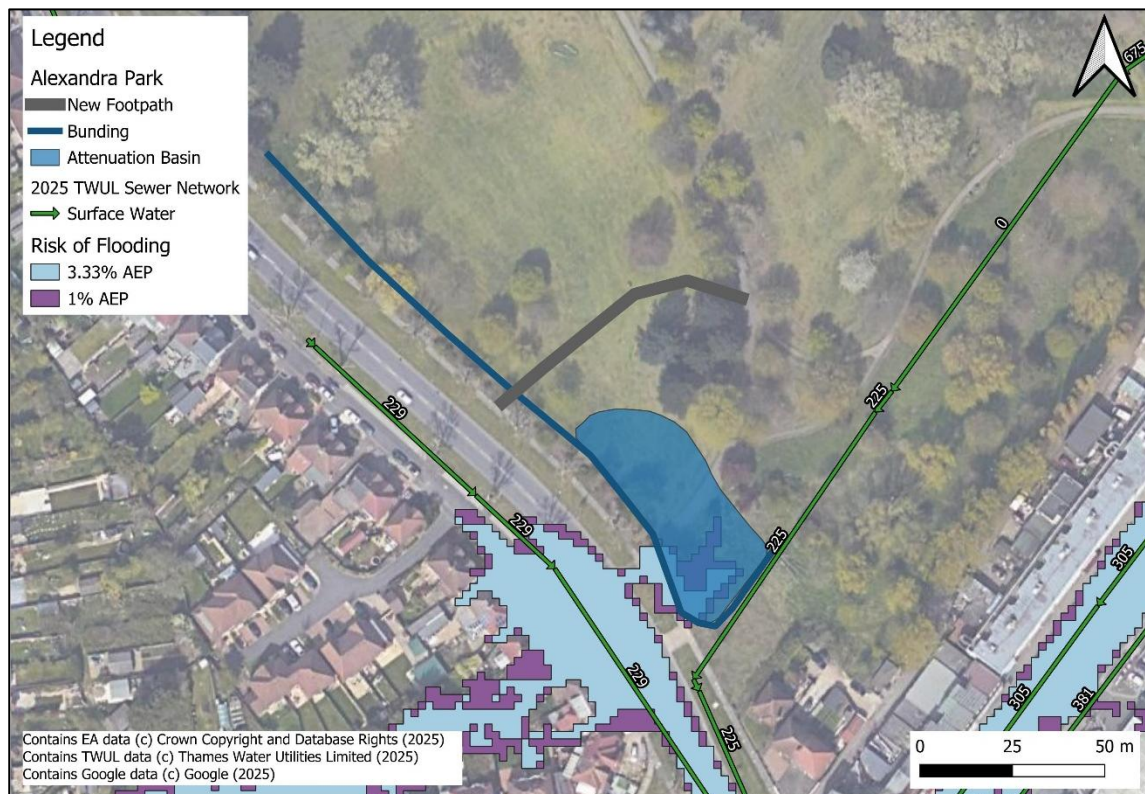 Legend
Alexandra Park
New Footpath
Bunding
Attenuation Basin
2025 TWUL Sewer Network
Surface Water
Risk of Flooding
3.33% AEP
1% AEP
675
0
225
229
229
225
305
229
225
305
381
Contains EA data (c) Crown Copyright and Database Rights (2025)
Contains TWUL data (c) Thames Water Utilities Limited (2025)
Contains Google data (c) Google (2025)
0 25 50 m